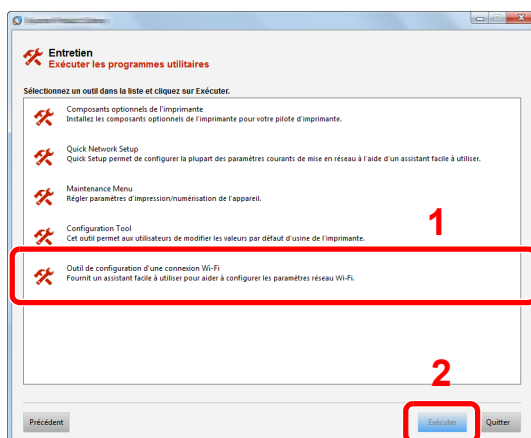 Entretien
Exécuter les programmes utilitaires
Sélectionnez un outil dans la liste et cliquez sur Exécuter.
Composants optionnels de l'imprimante
Installez les composants optionnels de l'imprimante pour votre pilote d'imprimante.
Quick Network Setup
Quick Setup permet de configurer la plupart des paramètres courants de mise en réseau à l'aide d'un assistant facile à utiliser.
Maintenance Menu
Régler paramètres d'impression/numérisation de l'appareil.
1
Configuration Tool
Cet outil permet aux utilisateurs de modifier les valeurs par défaut d'usine de l'imprimante.
Outil de configuration d'une connexion Wi-Fi
Fournit un assistant facile à utiliser pour aider à configurer les paramètres réseau Wi-Fi.
2
Précédent Exécuter Quitter